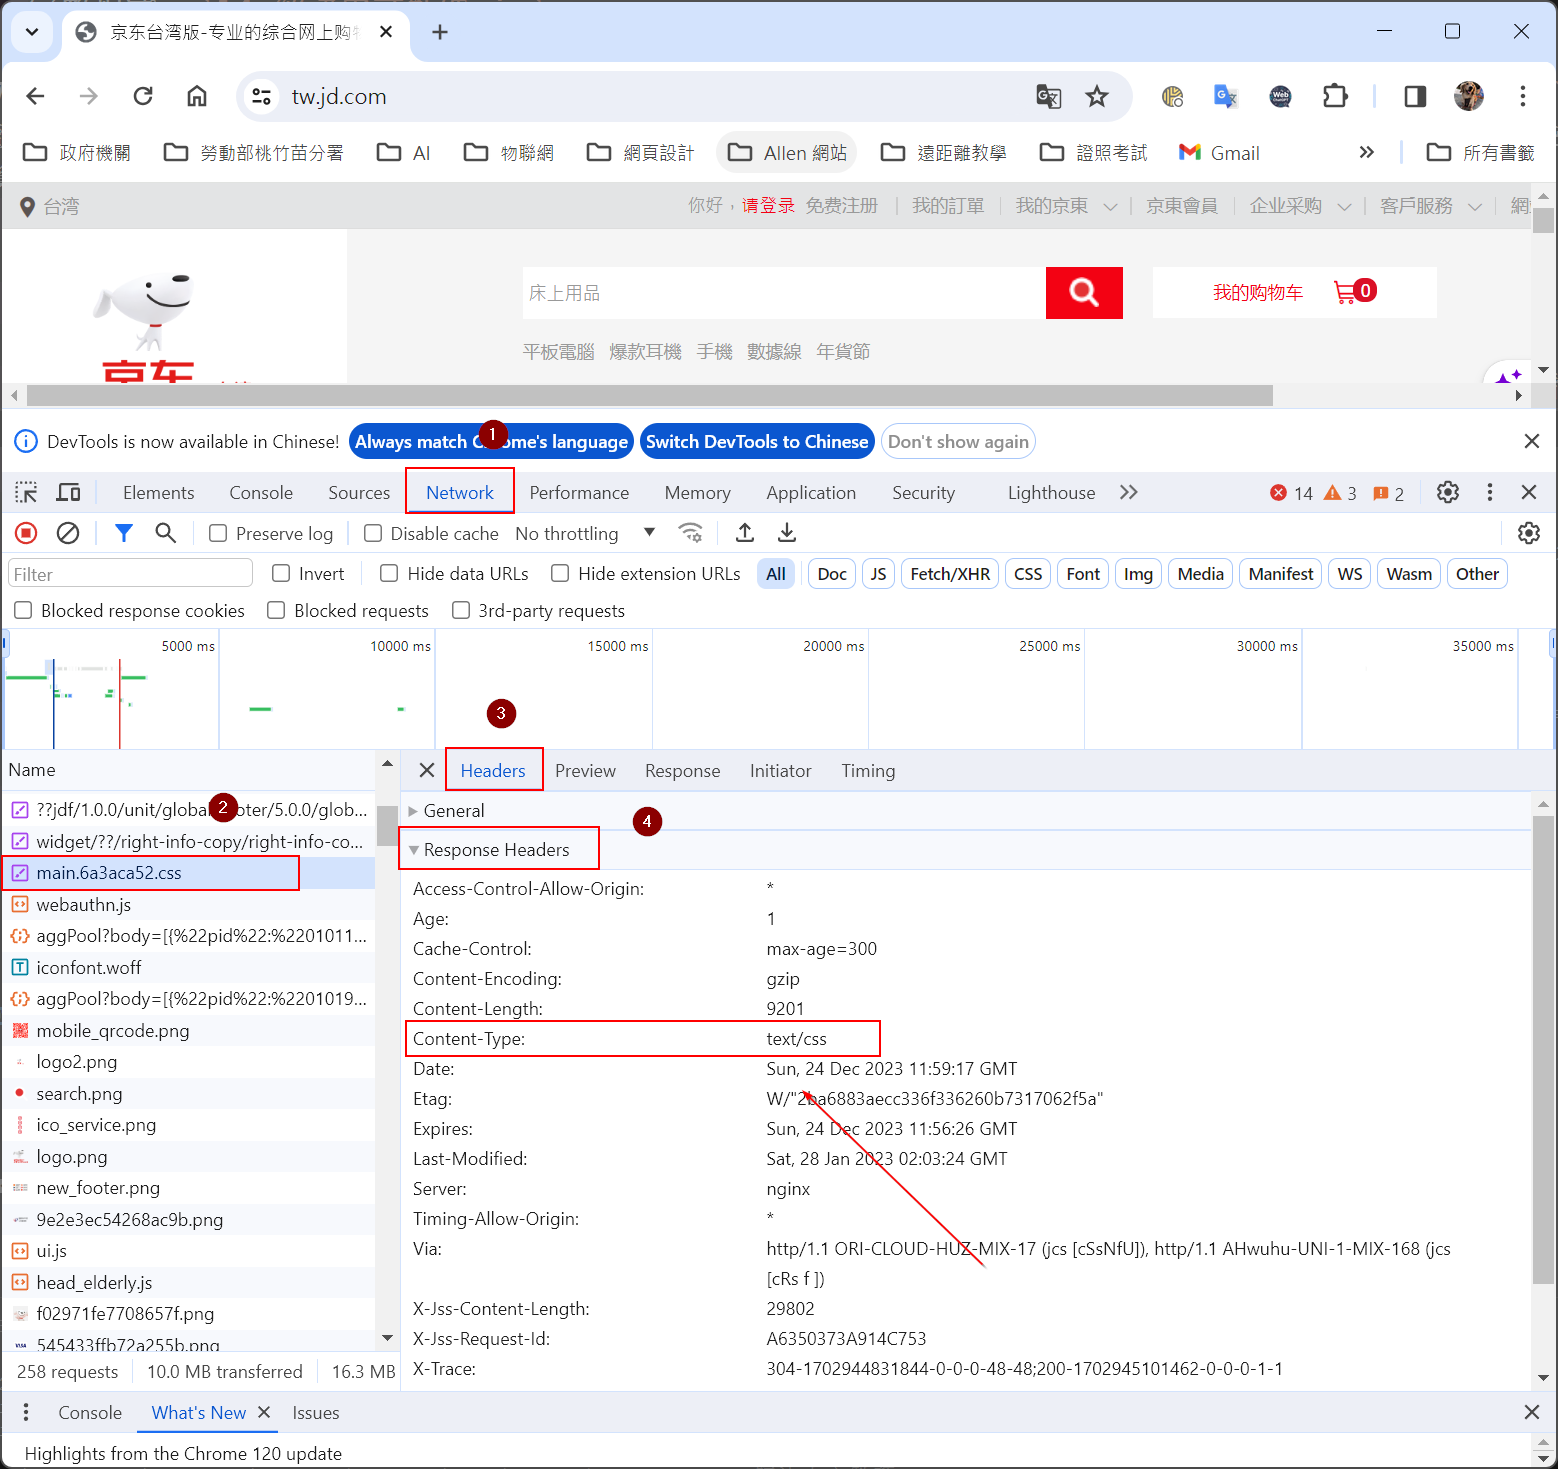 京东台湾版-专业的综合网上购
tw.jd.com
政府機關 勞動部桃竹苗分署 AI 物聯網 網頁設計 Allen 網站 遠距離教學 證照考試 Gmail 所有書籤
台湾 你好，请登录 免费注册 我的訂單 我的京東 京東會員 企业采购 客戶服務 網
床上用品
我的购物车 0
平板電腦 爆款耳機 手機 數據線 年貨節
京东
DevTools is now available in Chinese! Always match Chrome's language Switch DevTools to Chinese Don't show again
1
Elements Console Sources Network Performance Memory Application Security Lighthouse 14 3 2
Preserve log Disable cache No throttling
Filter Invert Hide data URLs Hide extension URLs All Doc JS Fetch/XHR CSS Font Img Media Manifest WS Wasm Other
Blocked response cookies Blocked requests 3rd-party requests
5000 ms 10000 ms 15000 ms 20000 ms 25000 ms 30000 ms 35000 ms
3
Name
??jdf/1.0.0/unit/globalfooter/5.0.0/glob...
2
widget/??/right-info-copy/right-info-co...
main.6a3aca52.css
webauthn.js
aggPool?body=[{%22pid%22:%2201011...
iconfont.woff
aggPool?body=[{%22pid%22:%2201019...
mobile_qrcode.png
logo2.png
search.png
ico_service.png
logo.png
new_footer.png
9e2e3ec54268ac9b.png
ui.js
head_elderly.js
f02971fe7708657f.png
545433ffb72a255b.png
258 requests 10.0 MB transferred 16.3 MB
Headers Preview Response Initiator Timing
General
4
Response Headers
Access-Control-Allow-Origin: *
Age: 1
Cache-Control: max-age=300
Content-Encoding: gzip
Content-Length: 9201
Content-Type: text/css
Date: Sun, 24 Dec 2023 11:59:17 GMT
Etag: W/"2ba6883aecc336f336260b7317062f5a"
Expires: Sun, 24 Dec 2023 11:56:26 GMT
Last-Modified: Sat, 28 Jan 2023 02:03:24 GMT
Server: nginx
Timing-Allow-Origin: *
Via: http/1.1 ORI-CLOUD-HUZ-MIX-17 (jcs [cSsNfU]), http/1.1 AHwuhu-UNI-1-MIX-168 (jcs
[cRs f ])
X-Jss-Content-Length: 29802
X-Jss-Request-Id: A6350373A914C753
X-Trace: 304-1702944831844-0-0-0-48-48;200-1702945101462-0-0-0-1-1
Console What's New Issues
Highlights from the Chrome 120 update